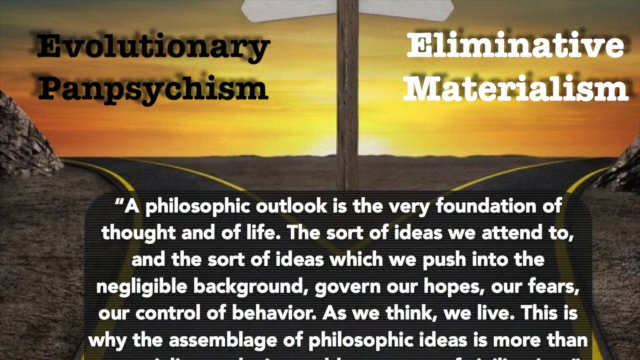 Evolutionary
Panpsychism
Eliminative
Materialism
“A philosophic outlook is the very foundation of
thought and of life. The sort of ideas we attend to,
and the sort of ideas which we push into the
negligible background, govern our hopes, our fears,
our control of behavior. As we think, we live. This is
why the assemblage of philosophic ideas is more than